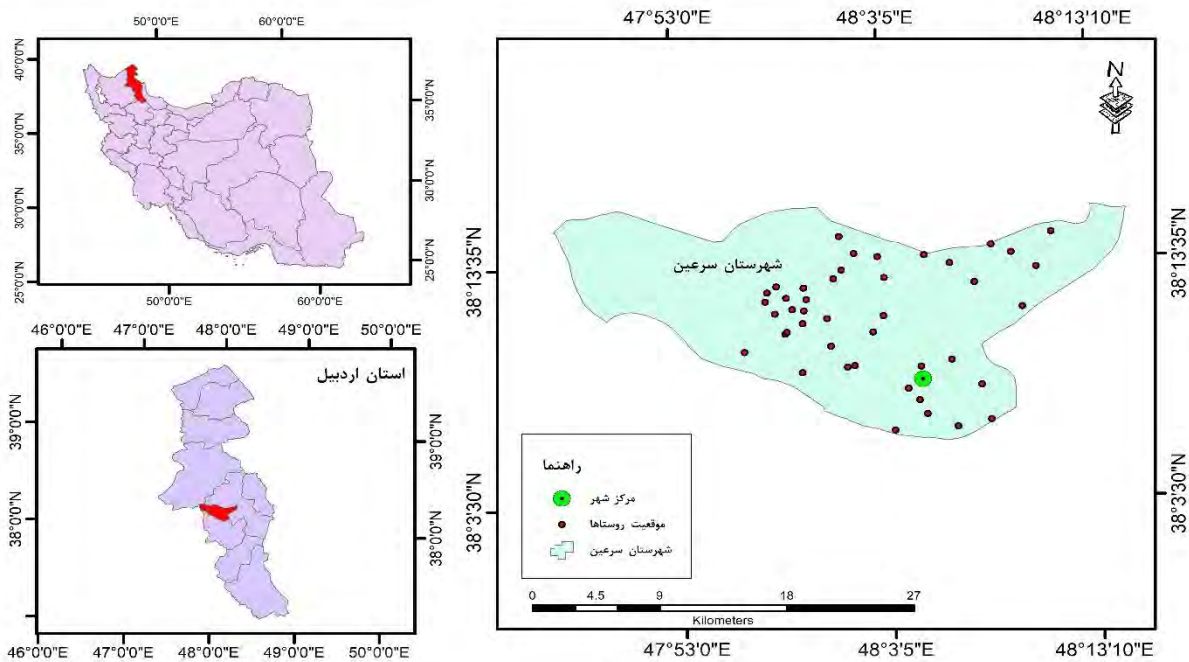 50°0'0"E 60°0'0"E
40°0'0"N
35°0'0"N
30°0'0"N
25°0'0"N
35°0'0"N
30°0'0"N
25°0'0"N
50°0'0"E 60°0'0"E
46°0'0"E 47°0'0"E 48°0'0"E 49°0'0"E 50°0'0"E
استان اردبیل
39°0'0"N
38°0'0"N
39°0'0"N
38°0'0"N
46°0'0"E 47°0'0"E 48°0'0"E 49°0'0"E 50°0'0"E
47°53'0"E 48°3'5"E 48°13'10"E
N
38°13'35"N
38°3'30"N
38°13'35"N
38°3'30"N
شهرستان سرعین
راهنما
مرکز شهر
موقعیت روستاها
شهرستان سرعین
0 4.5 9 18 27
Kilometers
47°53'0"E 48°3'5"E 48°13'10"E